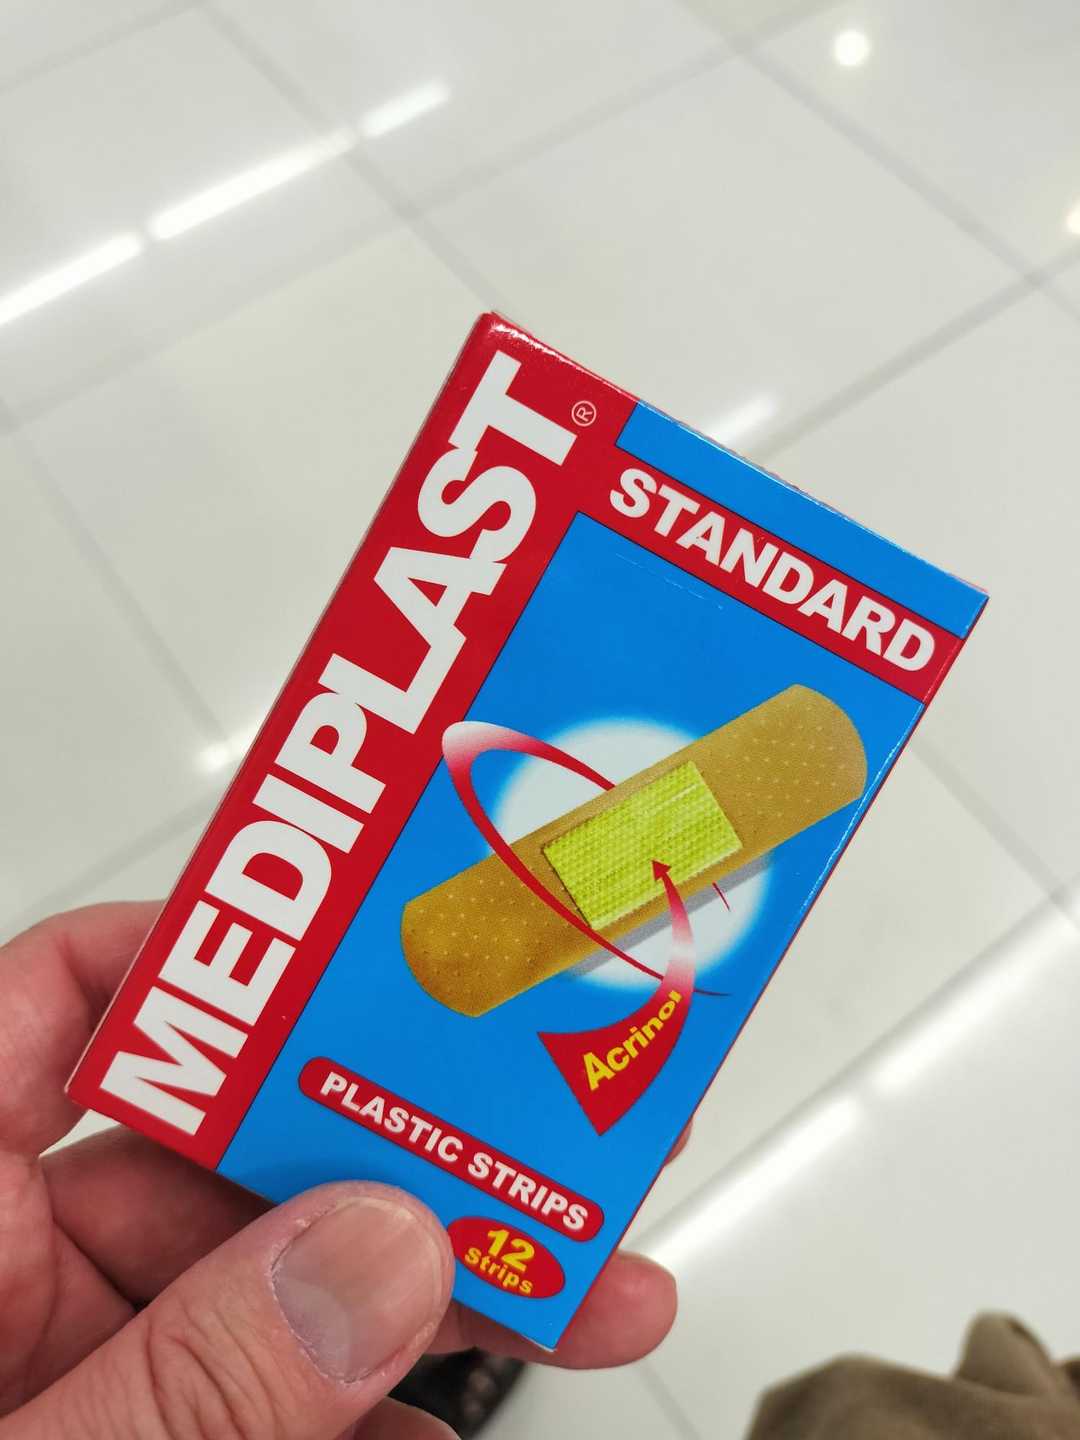 MEDIPLAST®
STANDARD
Acrinol
PLASTIC STRIPS
12
Strips